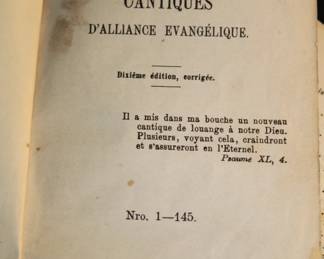 CANTIQUES
D'ALLIANCE EVANGÉLIQUE.
Dixième édition, corrigée.
Il a mis dans ma bouche un nouveau
cantique de louange à notre Dieu.
Plusieurs, voyant cela, craindront
et s'assureront en l'Eternel.
Psaume XL, 4.
Nro. 1—145.